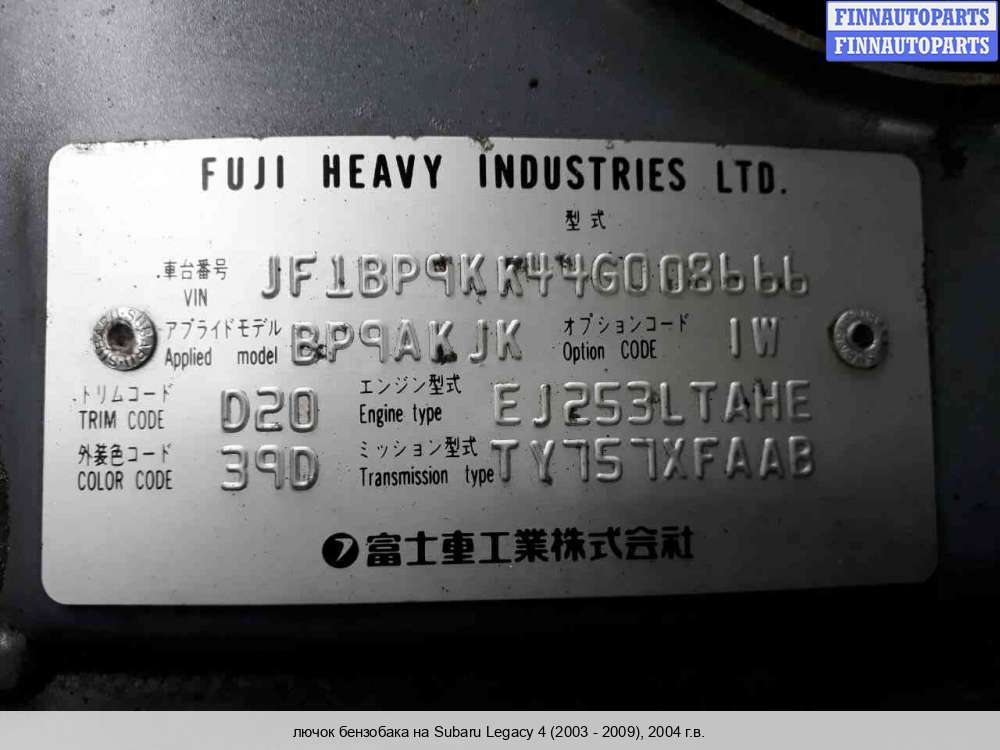 FINNAUTOPARTS
FINNAUTOPARTS
FUJI HEAVY INDUSTRIES LTD.
型式
車台番号 VIN JF1BP9KKK44G008666
アプライドモデル Applied model BP9AKJK オプションコード Option CODE IW
トリムコード TRIM CODE D20 エンジン型式 Engine type EJ253LTAHE
外装色コード COLOR CODE 39D ミッション型式 Transmission type TY757XFAAB
富士重工業株式会社
лючок бензобака на Subaru Legacy 4 (2003 - 2009), 2004 г.в.